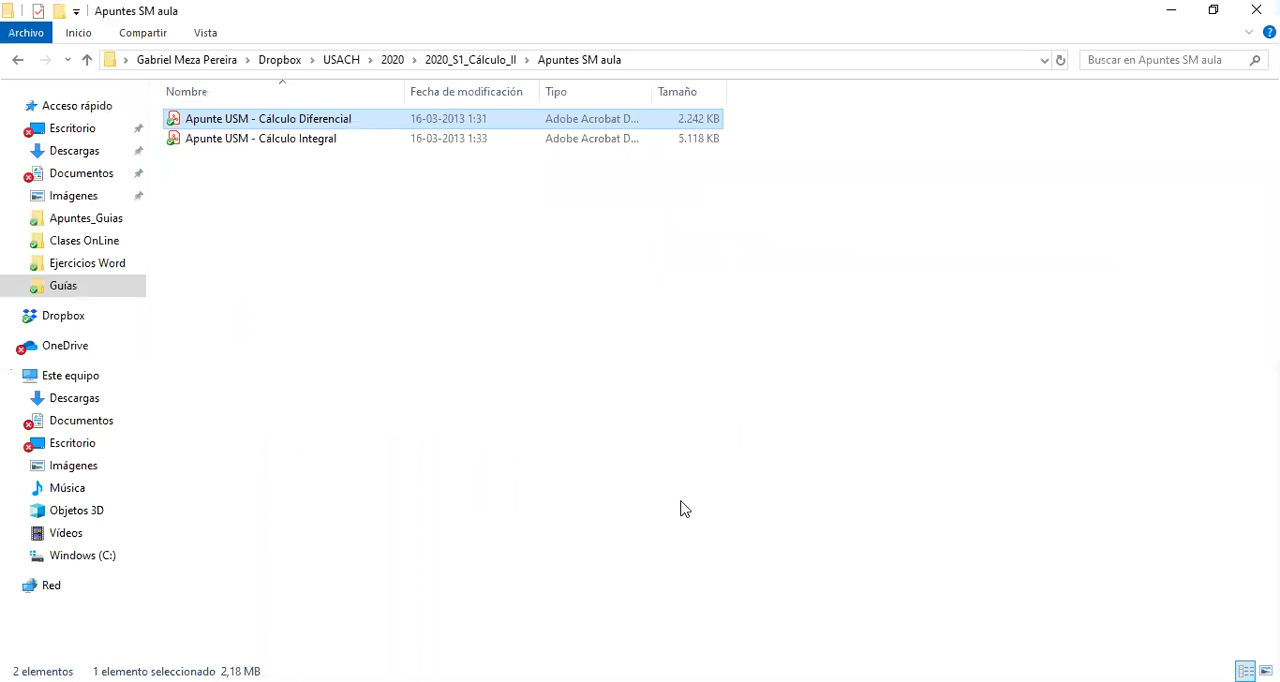 Apuntes SM aula
Archivo Inicio Compartir Vista
Gabriel Meza Pereira > Dropbox > USACH > 2020 > 2020_S1_Cálculo_II > Apuntes SM aula
Buscar en Apuntes SM aula
Nombre Fecha de modificación Tipo Tamaño
Apunte USM - Cálculo Diferencial 16-03-2013 1:31 Adobe Acrobat D... 2.242 KB
Apunte USM - Cálculo Integral 16-03-2013 1:33 Adobe Acrobat D... 5.118 KB
Acceso rápido
Escritorio
Descargas
Documentos
Imágenes
Apuntes_Guias
Clases OnLine
Ejercicios Word
Guías
Dropbox
OneDrive
Este equipo
Descargas
Documentos
Escritorio
Imágenes
Música
Objetos 3D
Vídeos
Windows (C:)
Red
2 elementos 1 elemento seleccionado 2,18 MB